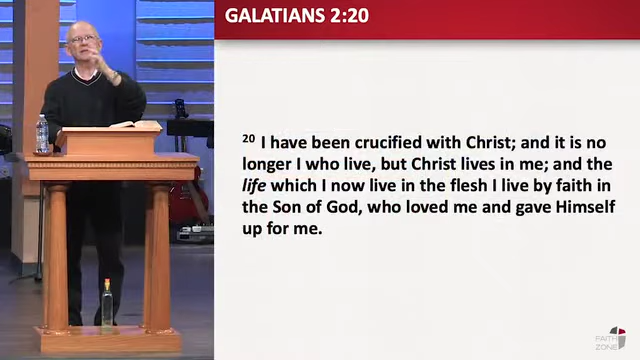 GALATIANS 2:20
20 I have been crucified with Christ; and it is no
longer I who live, but Christ lives in me; and the
life which I now live in the flesh I live by faith in
the Son of God, who loved me and gave Himself
up for me.
FAITH
ZONE